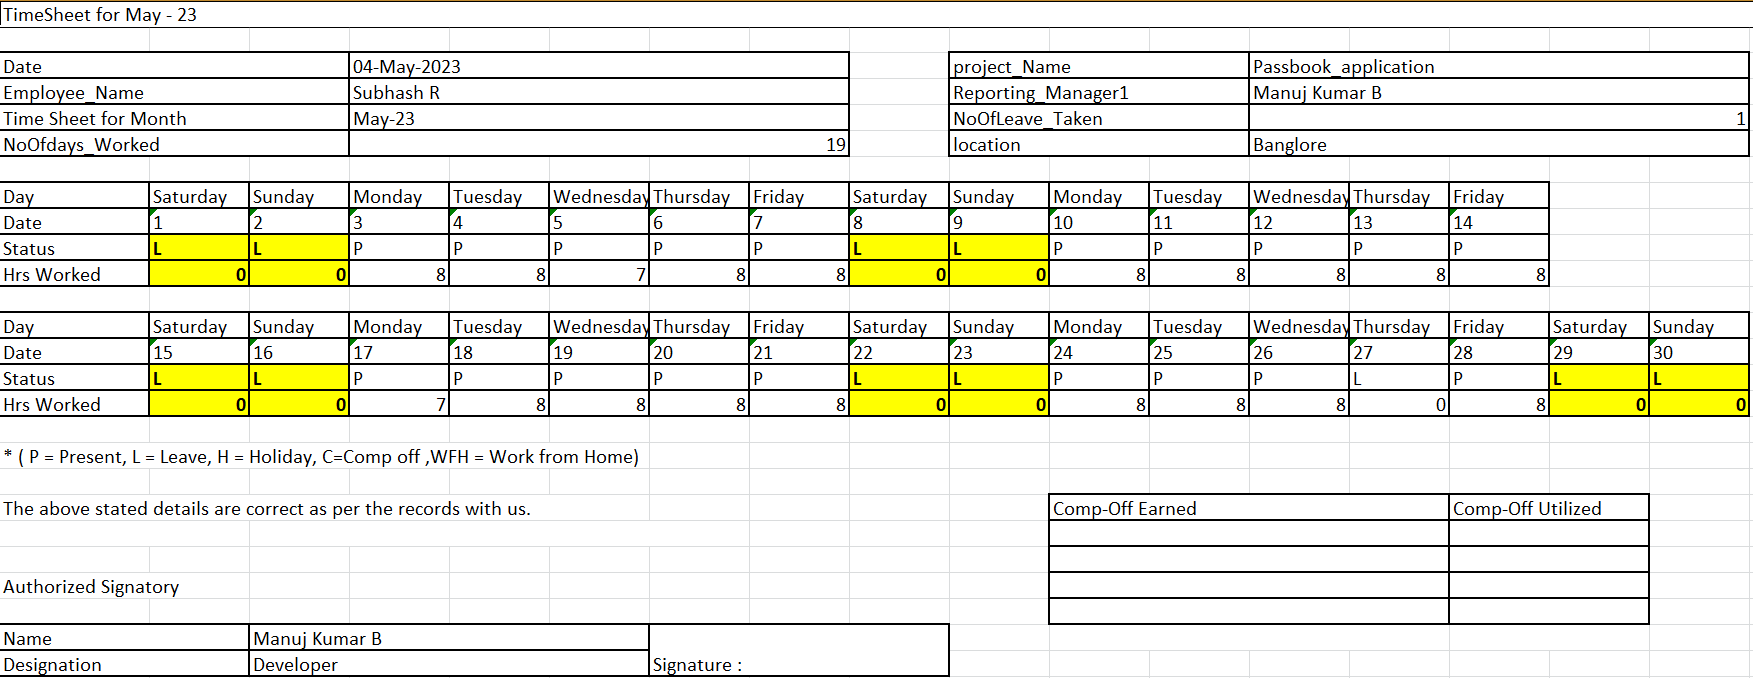 TimeSheet for May - 23
Date 04-May-2023 project_Name Passbook_application
Employee_Name Subhash R Reporting_Manager1 Manuj Kumar B
Time Sheet for Month May-23 NoOfLeave_Taken 1
NoOfdays_Worked 19 location Banglore
Day Saturday Sunday Monday Tuesday Wednesday Thursday Friday Saturday Sunday Monday Tuesday Wednesday Thursday Friday
Date 1 2 3 4 5 6 7 8 9 10 11 12 13 14
Status L L P P P P P L L P P P P P
Hrs Worked 0 0 8 8 7 8 8 0 0 8 8 8 8 8
Day Saturday Sunday Monday Tuesday Wednesday Thursday Friday Saturday Sunday Monday Tuesday Wednesday Thursday Friday Saturday Sunday
Date 15 16 17 18 19 20 21 22 23 24 25 26 27 28 29 30
Status L L P P P P P L L P P P L P L L
Hrs Worked 0 0 7 8 8 8 8 0 0 8 8 8 0 8 0 0
* ( P = Present, L = Leave, H = Holiday, C=Comp off ,WFH = Work from Home)
The above stated details are correct as per the records with us. Comp-Off Earned Comp-Off Utilized
Authorized Signatory
Name Manuj Kumar B
Designation Developer Signature :